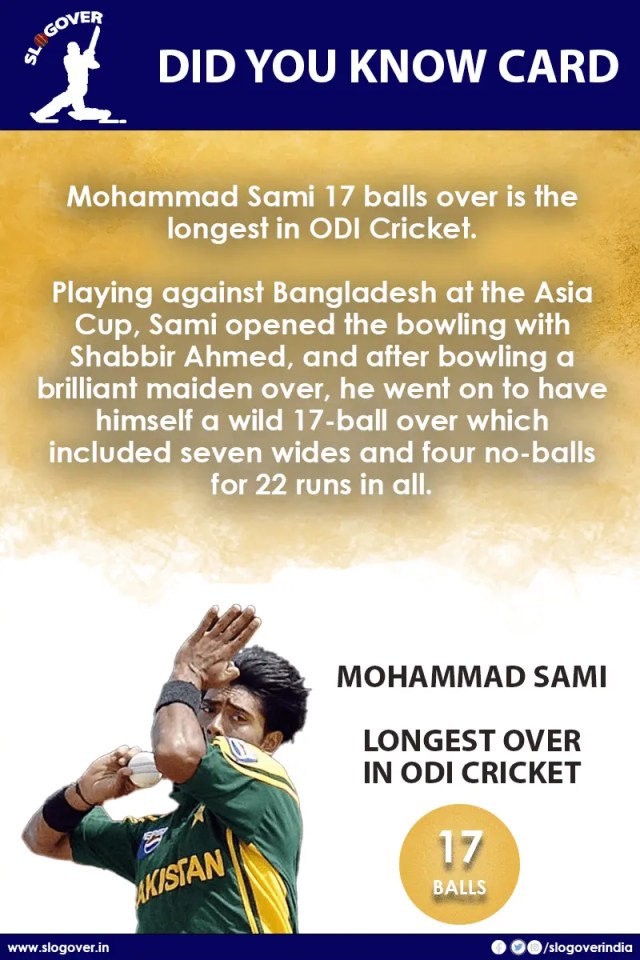 SLOGOVER
DID YOU KNOW CARD
Mohammad Sami 17 balls over is the
longest in ODI Cricket.
Playing against Bangladesh at the Asia
Cup, Sami opened the bowling with
Shabbir Ahmed, and after bowling a
brilliant maiden over, he went on to have
himself a wild 17-ball over which
included seven wides and four no-balls
for 22 runs in all.
MOHAMMAD SAMI
LONGEST OVER
IN ODI CRICKET
17
BALLS
PEPSI
AKISTAN
www.slogover.in
/slogoverindia